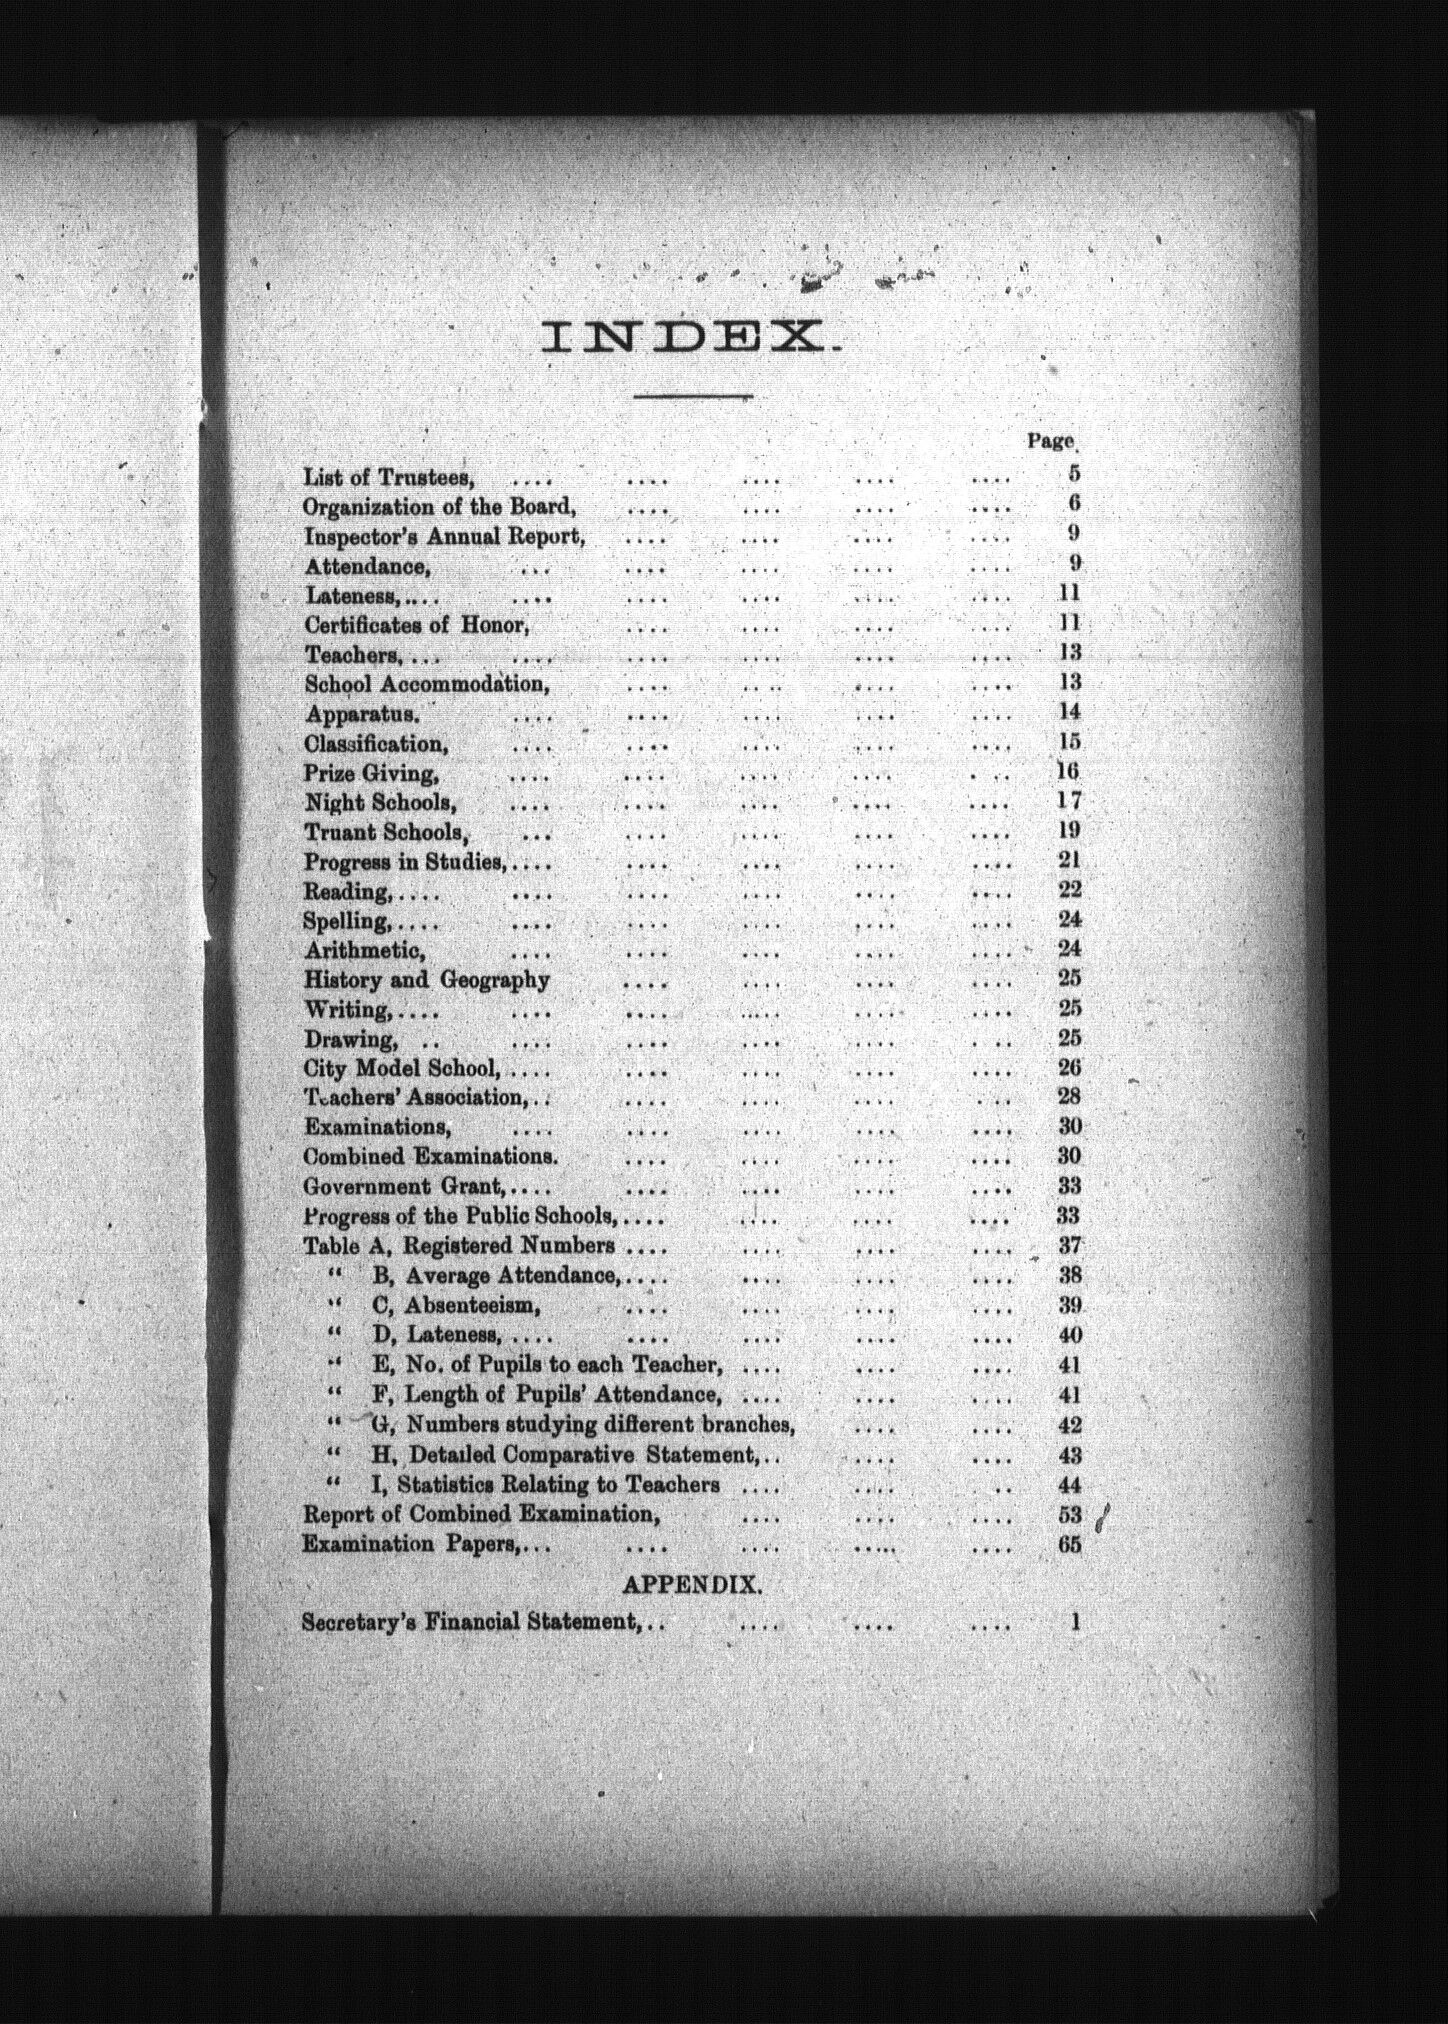 INDEX.
Page
List of Trustees, .... .... .... .... .... 5
Organization of the Board, .... .... .... .... 6
Inspector's Annual Report, .... .... .... .... 9
Attendance, ... .... .... .... .... 9
Lateness,.... .... .... .... .... .... 11
Certificates of Honor, .... .... .... .... 11
Teachers, ... .... .... .... .... .... 13
School Accommodation, .... .... .... .... 13
Apparatus. .... .... .... .... .... 14
Classification, .... .... .... .... .... 15
Prize Giving, .... .... .... .... . .. 16
Night Schools, .... .... .... .... .... 17
Truant Schools, ... .... .... .... .... 19
Progress in Studies,.... .... .... .... .... 21
Reading,.... .... .... .... .... .... 22
Spelling,.... .... .... .... .... .... 24
Arithmetic, .... .... .... .... .... 24
History and Geography .... .... .... .... 25
Writing,.... .... .... ..... .... .... 25
Drawing, .. .... .... .... .... . .. 25
City Model School, .... .... .... .... .... 26
Teachers' Association,.. .... .... .... ... 28
Examinations, .... .... .... .... .... 30
Combined Examinations. .... .... .... .... 30
Government Grant,.... .... .... .... .... 33
Progress of the Public Schools,.... .... .... .... 33
Table A, Registered Numbers .... .... .... .... 37
" B, Average Attendance,.... .... .... .... 38
" C, Absenteeism, .... .... .... .... 39
" D, Lateness, .... .... .... .... .... 40
" E, No. of Pupils to each Teacher, .... .... .... 41
" F, Length of Pupils' Attendance, .... .... .... 41
" G, Numbers studying different branches, .... .... 42
" H, Detailed Comparative Statement,.. .... .... 43
" I, Statistics Relating to Teachers .... .... .. 44
Report of Combined Examination, .... .... .... 53
Examination Papers,... .... .... ..... .... 65
APPENDIX.
Secretary's Financial Statement,.. .... .... .... 1